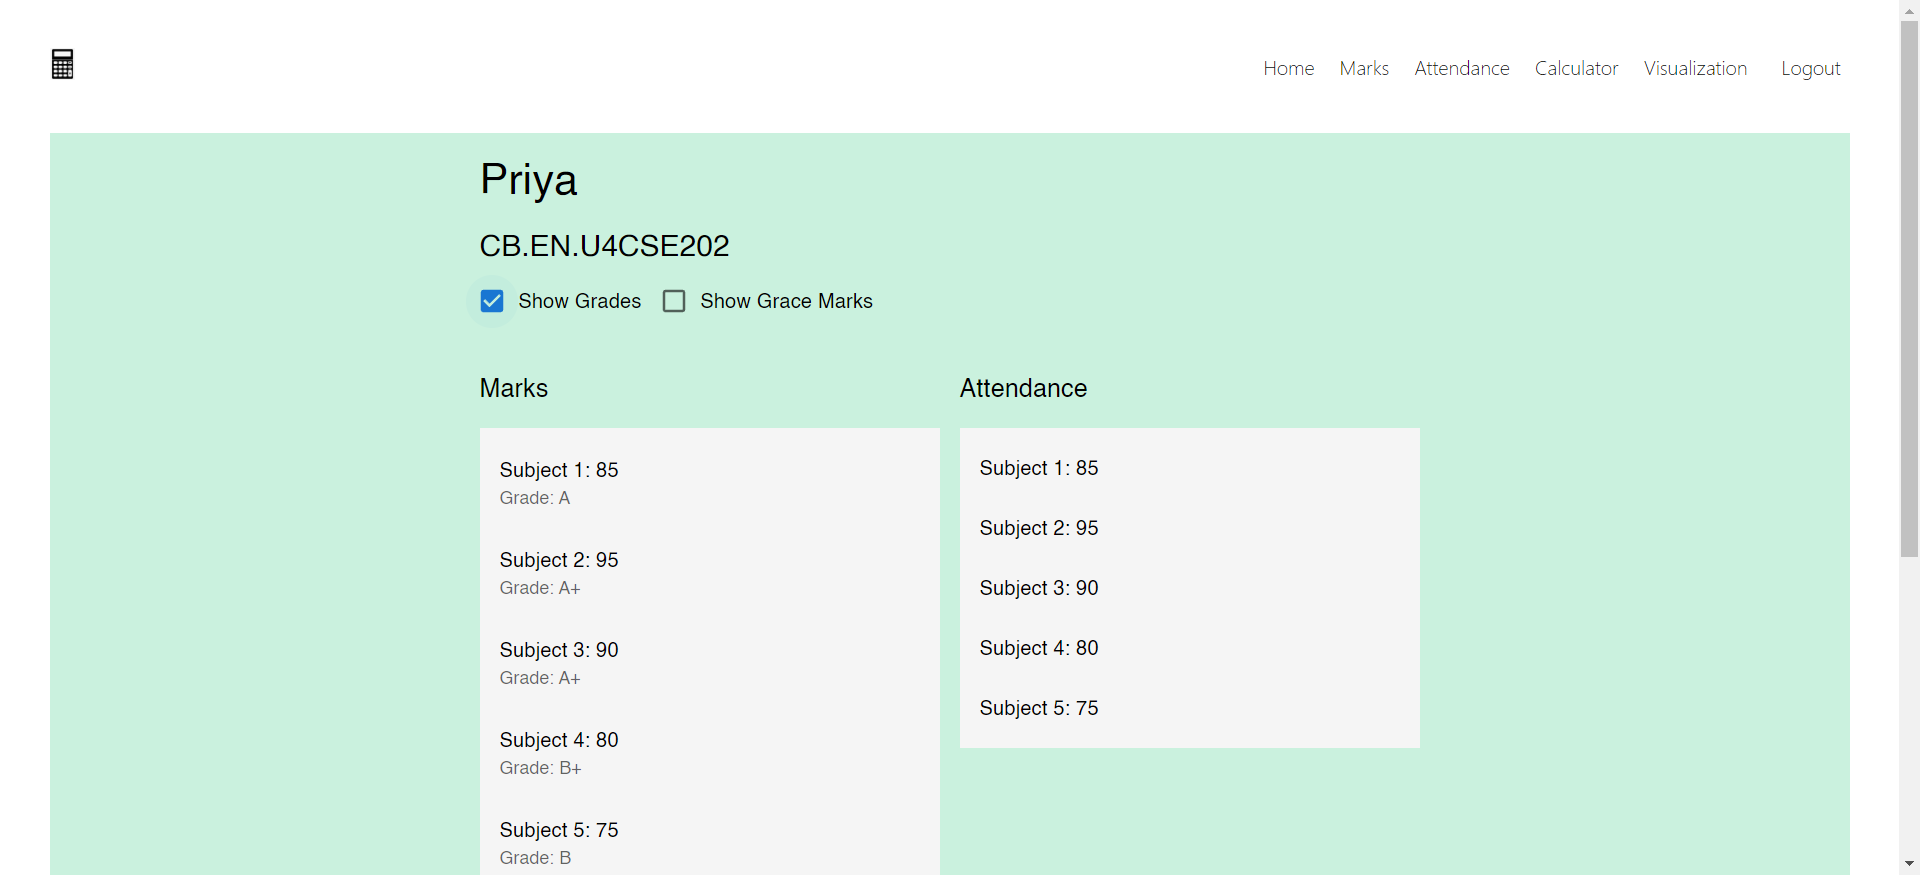 Home Marks Attendance Calculator Visualization Logout
Priya
CB.EN.U4CSE202
Show Grades Show Grace Marks
Marks
Subject 1: 85
Grade: A
Subject 2: 95
Grade: A+
Subject 3: 90
Grade: A+
Subject 4: 80
Grade: B+
Subject 5: 75
Grade: B
Attendance
Subject 1: 85
Subject 2: 95
Subject 3: 90
Subject 4: 80
Subject 5: 75